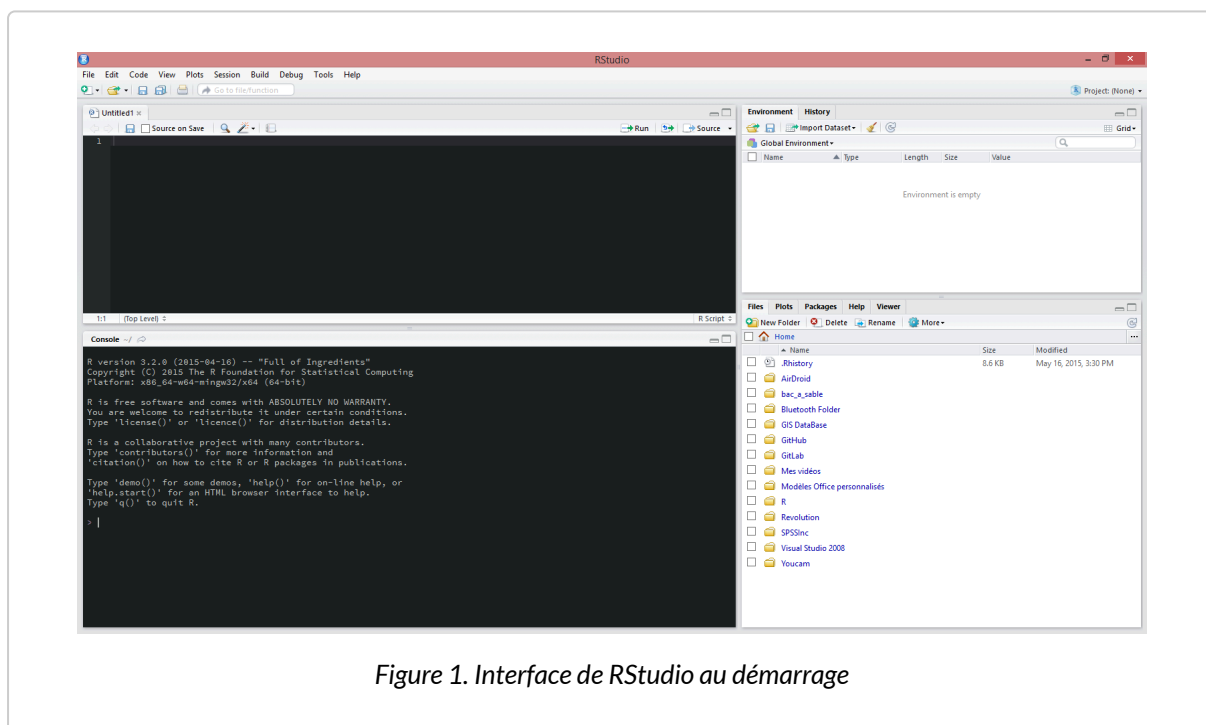 RStudio
File Edit Code View Plots Session Build Debug Tools Help
Go to file/function
Project: (None)
Untitled1
Source on Save
Run
Source
1
1:1 (Top Level)
R Script
Console ~/
R version 3.2.0 (2015-04-16) -- "Full of Ingredients"
Copyright (C) 2015 The R Foundation for Statistical Computing
Platform: x86_64-w64-mingw32/x64 (64-bit)
R is free software and comes with ABSOLUTELY NO WARRANTY.
You are welcome to redistribute it under certain conditions.
Type 'license()' or 'licence()' for distribution details.
R is a collaborative project with many contributors.
Type 'contributors()' for more information and
'citation()' on how to cite R or R packages in publications.
Type 'demo()' for some demos, 'help()' for on-line help, or
'help.start()' for an HTML browser interface to help.
Type 'q()' to quit R.
>
Environment History
Import Dataset
Grid
Global Environment
Name Type Length Size Value
Environment is empty
Files Plots Packages Help Viewer
New Folder Delete Rename More
Home
Name Size Modified
.Rhistory 8.6 KB May 16, 2015, 3:30 PM
AirDroid
bac_a_sable
Bluetooth Folder
GIS DataBase
GitHub
GitLab
Mes vidéos
Modèles Office personnalisés
R
Revolution
SPSSInc
Visual Studio 2008
Youcam
Figure 1. Interface de RStudio au démarrage